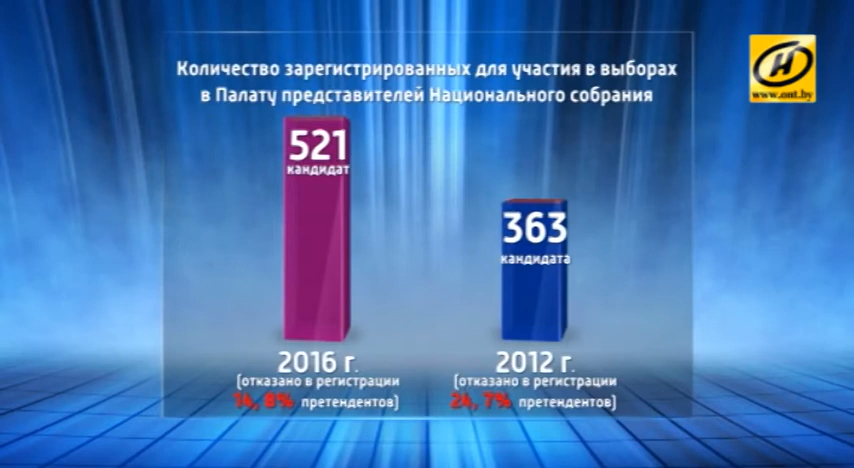 Количество зарегистрированных для участия в выборах
в Палату представителей Национального собрания
www.ont.by
521
кандидат
363
кандидата
2016 г.
(отказано в регистрации
14, 8% претендентов)
2012 г.
(отказано в регистрации
24, 7% претендентов)